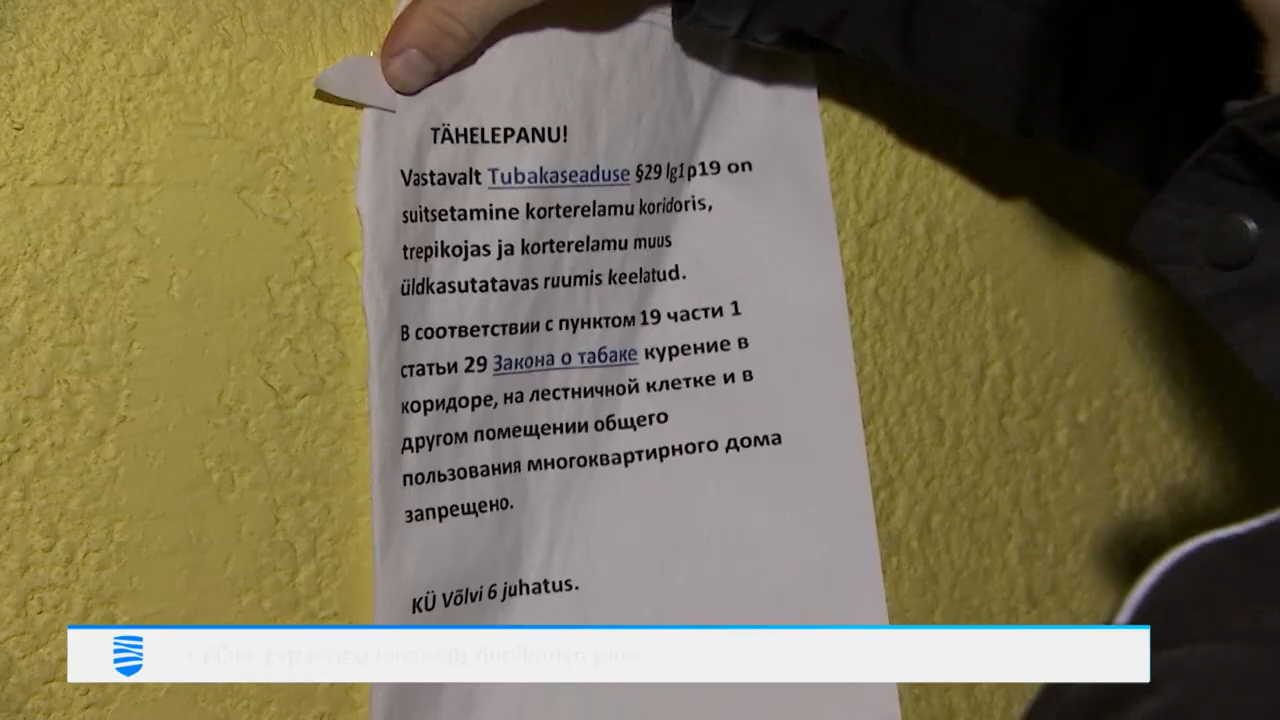 TÄHELEPANU!
Vastavalt Tubakaseaduse §29 lg1p19 on
suitsetamine korterelamu koridoris,
trepikojas ja korterelamu muus
üldkasutatavas ruumis keelatud.
В соответствии с пунктом 19 части 1
статьи 29 Закона о табаке курение в
коридоре, на лестничной клетке и в
другом помещении общего
пользования многоквартирного дома
запрещено.
KÜ Võlvi 6 juhatus.